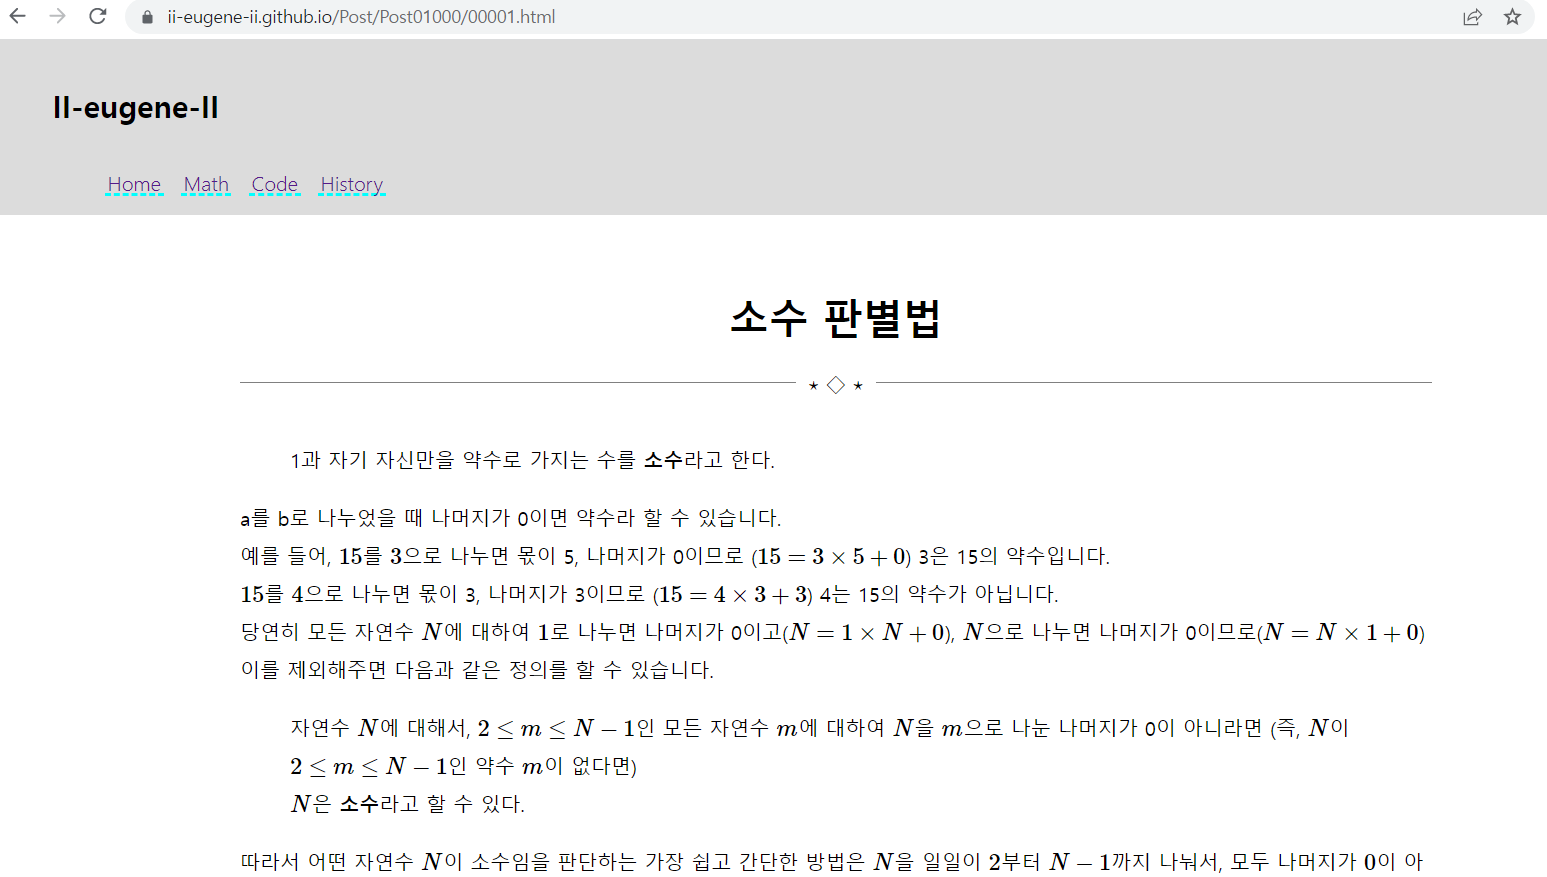 ii-eugene-ii.github.io/Post/Post01000/00001.html
II-eugene-II
Home Math Code History
소수 판별법
1과 자기 자신만을 약수로 가지는 수를 소수라고 한다.
a를 b로 나누었을 때 나머지가 0이면 약수라 할 수 있습니다.
예를 들어, 15를 3으로 나누면 몫이 5, 나머지가 0이므로 (15 = 3 × 5 + 0) 3은 15의 약수입니다.
15를 4으로 나누면 몫이 3, 나머지가 3이므로 (15 = 4 × 3 + 3) 4는 15의 약수가 아닙니다.
당연히 모든 자연수 N에 대하여 1로 나누면 나머지가 0이고(N = 1 × N + 0), N으로 나누면 나머지가 0이므로(N = N × 1 + 0)
이를 제외해주면 다음과 같은 정의를 할 수 있습니다.
자연수 N에 대해서, 2 ≤ m ≤ N − 1인 모든 자연수 m에 대하여 N을 m으로 나눈 나머지가 0이 아니라면 (즉, N이
2 ≤ m ≤ N − 1인 약수 m이 없다면)
N은 소수라고 할 수 있다.
따라서 어떤 자연수 N이 소수임을 판단하는 가장 쉽고 간단한 방법은 N을 일일이 2부터 N − 1까지 나눠서, 모두 나머지가 0이 아